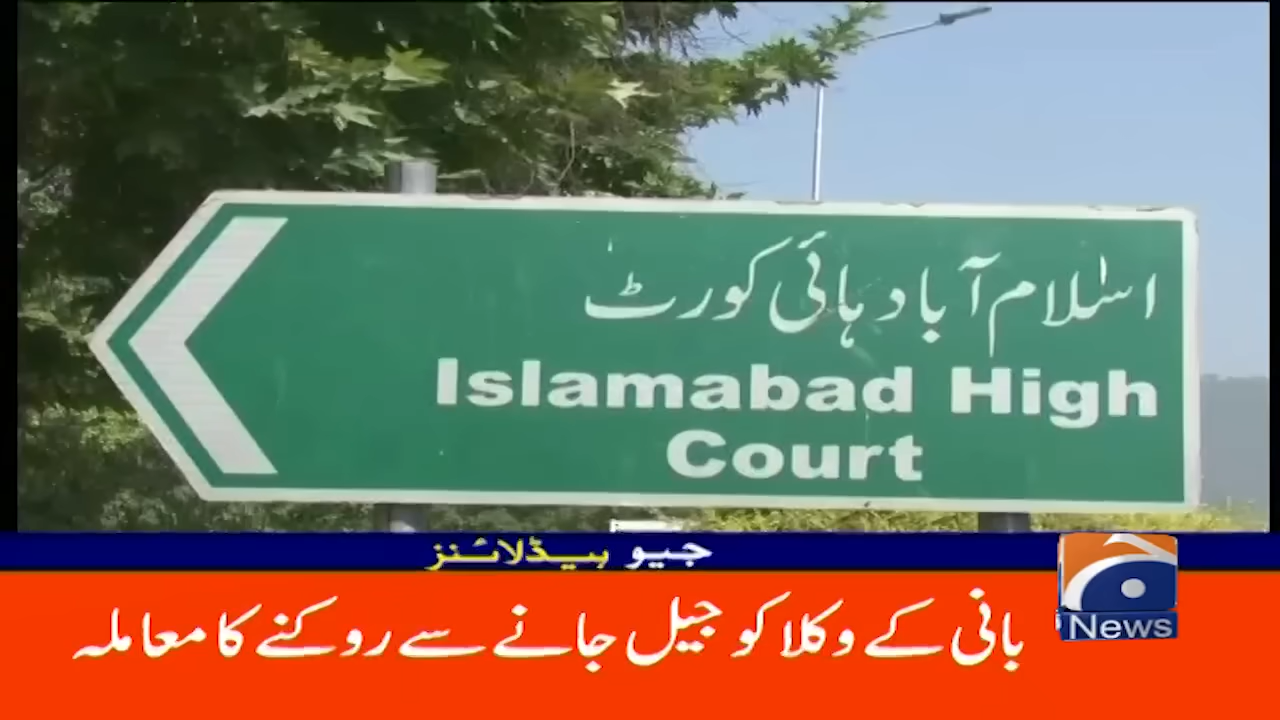 اسلام آباد ہائی کورٹ
Islamabad High
Court
جیو ہیڈلائنز
بانی کے وکلا کو جیل جانے سے روکنے کا معاملہ
News